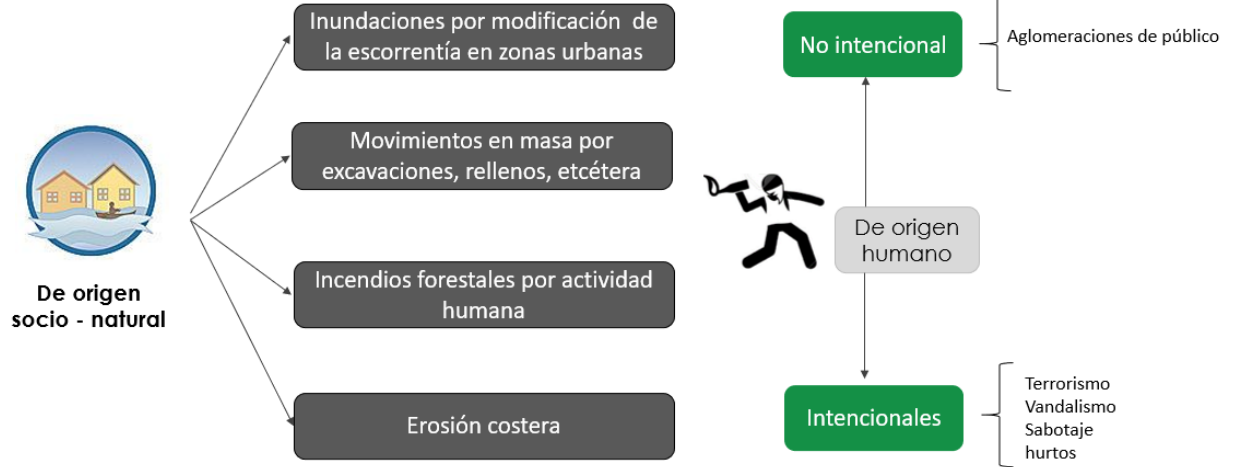 De origen
socio - natural
Inundaciones por modificación de
la escorrentía en zonas urbanas
Movimientos en masa por
excavaciones, rellenos, etcétera
Incendios forestales por actividad
humana
Erosión costera
No intencional
Aglomeraciones de público
De origen
humano
Intencionales
Terrorismo
Vandalismo
Sabotaje
hurtos